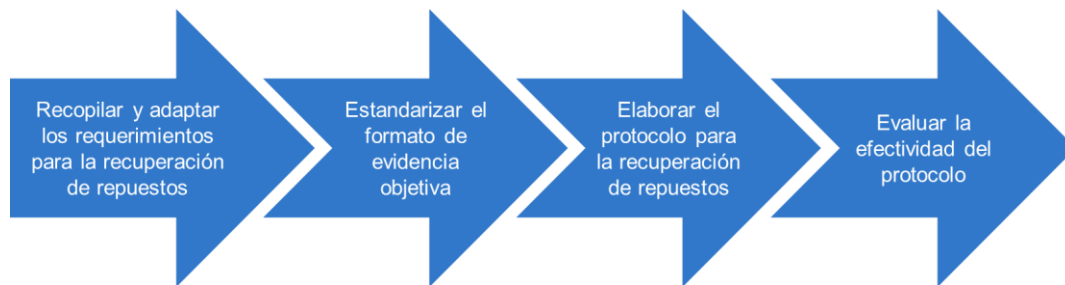 Recopilar y adaptar
los requerimientos
para la recuperación
de repuestos
Estandarizar el
formato de
evidencia
objetiva
Elaborar el
protocolo para
la recuperación
de repuestos
Evaluar la
efectividad del
protocolo